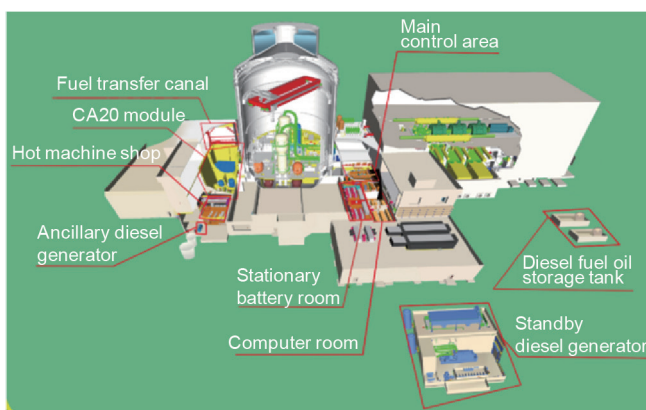 Main
control area
Fuel transfer canal
CA20 module
Hot machine shop
Ancillary diesel
generator
Stationary
battery room
Diesel fuel oil
storage tank
Computer room
Standby
diesel generator